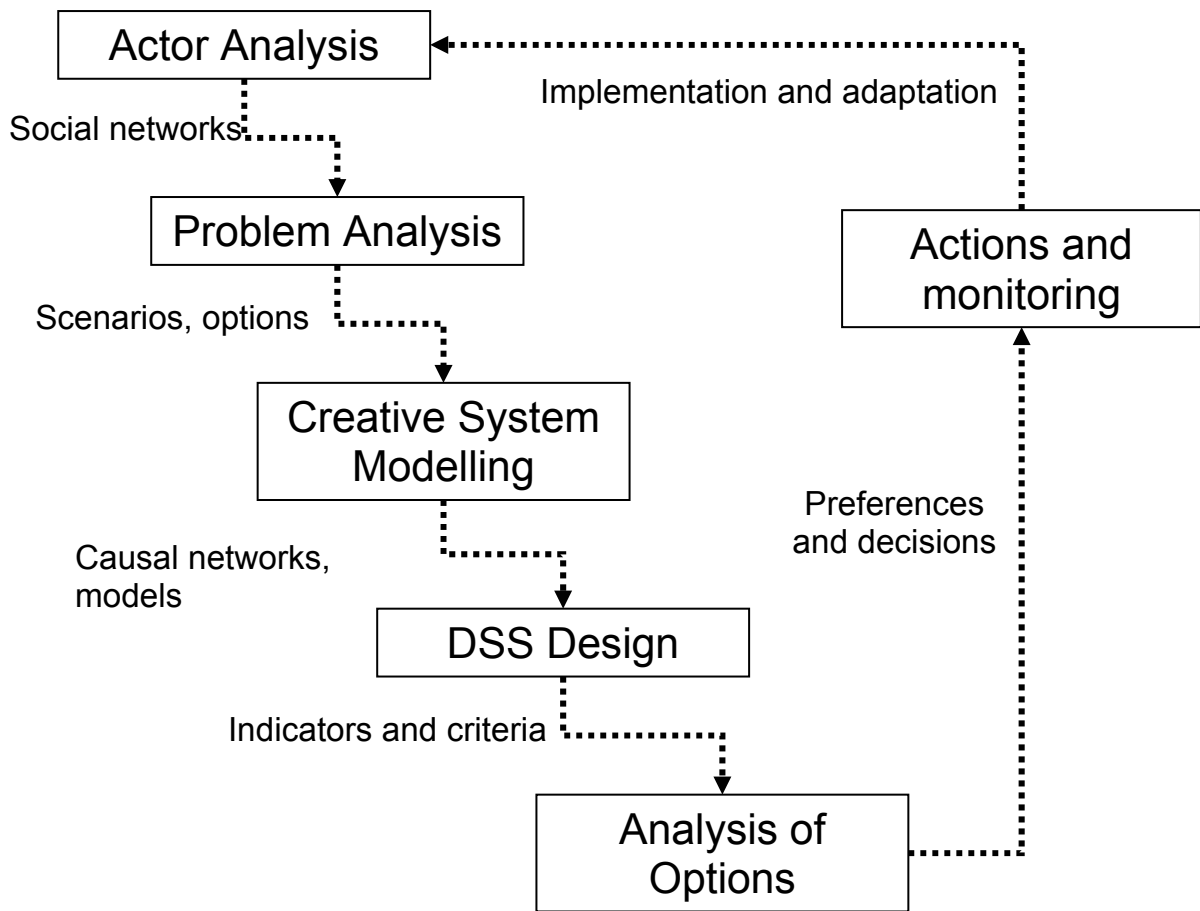 Actor Analysis
Implementation and adaptation
Social networks
Problem Analysis
Actions and
monitoring
Scenarios, options
Creative System
Modelling
Preferences
and decisions
Causal networks,
models
DSS Design
Indicators and criteria
Analysis of
Options